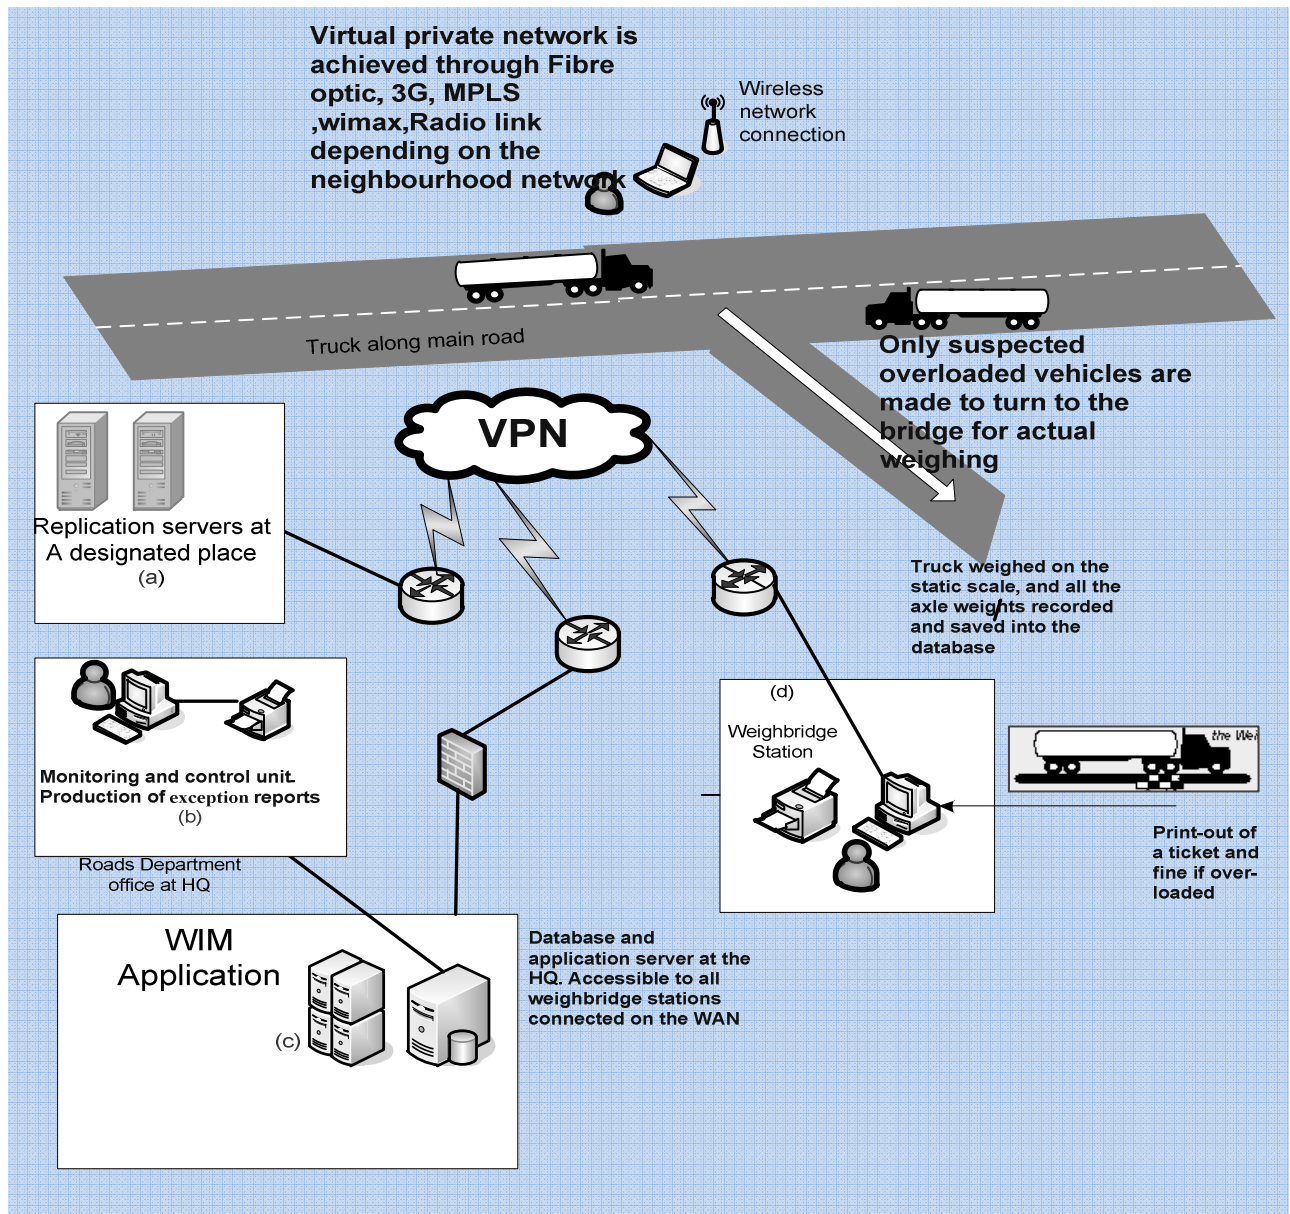 Virtual private network is
achieved through Fibre
optic, 3G, MPLS
,wimax,Radio link
depending on the
neighbourhood network
Wireless
network
connection
Truck along main road
Only suspected
overloaded vehicles are
made to turn to the
bridge for actual
weighing
VPN
Replication servers at
A designated place
(a)
Truck weighed on the
static scale, and all the
axle weights recorded
and saved into the
database
Monitoring and control unit.
Production of exception reports
(b)
Roads Department
office at HQ
(d)
Weighbridge
Station
the Wei
Print-out of
a ticket and
fine if over-
loaded
WIM
Application
(c)
Database and
application server at the
HQ. Accessible to all
weighbridge stations
connected on the WAN